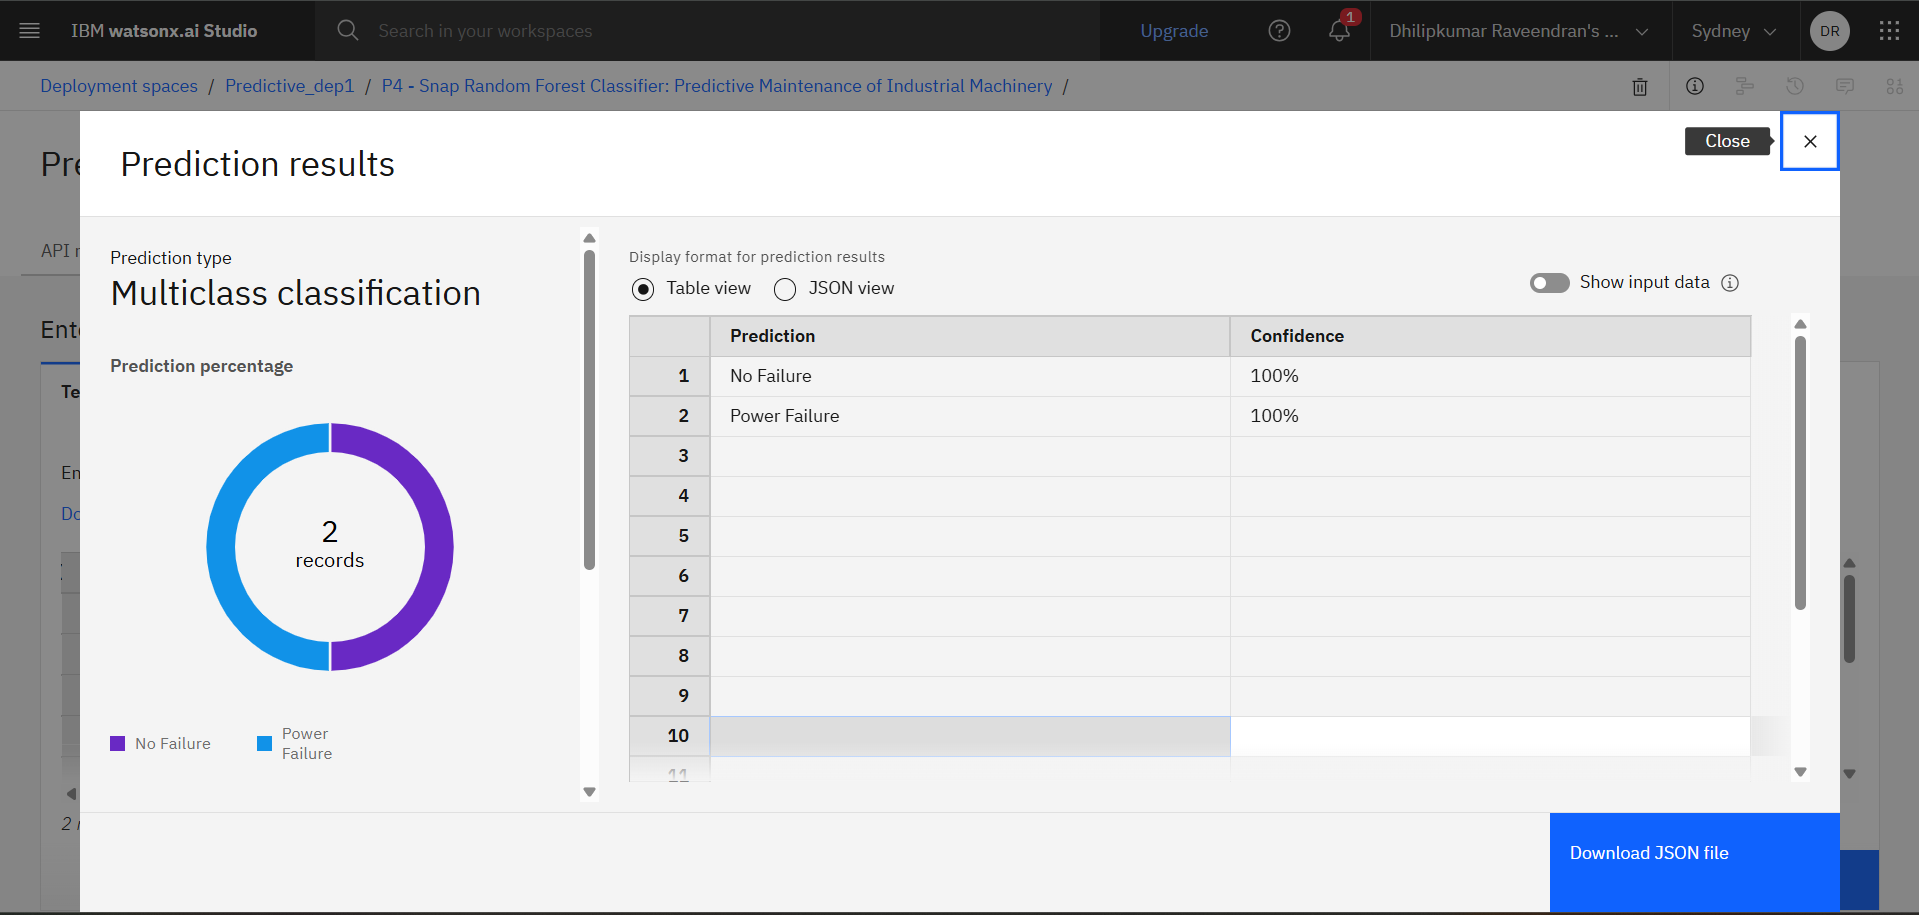 IBM watsonx.ai Studio
Search in your workspaces
Upgrade
1
Dhilipkumar Raveendran's ...
Sydney
DR
Deployment spaces / Predictive_dep1 / P4 - Snap Random Forest Classifier: Predictive Maintenance of Industrial Machinery /
Pre
Prediction results
Close
API r
Prediction type
Multiclass classification
Prediction percentage
2
records
No Failure
Power
Failure
Display format for prediction results
Table view
JSON view
Show input data
Prediction Confidence
1 No Failure 100%
2 Power Failure 100%
3
4
5
6
7
8
9
10
11
Ente
Te
En
Do
2
Download JSON file